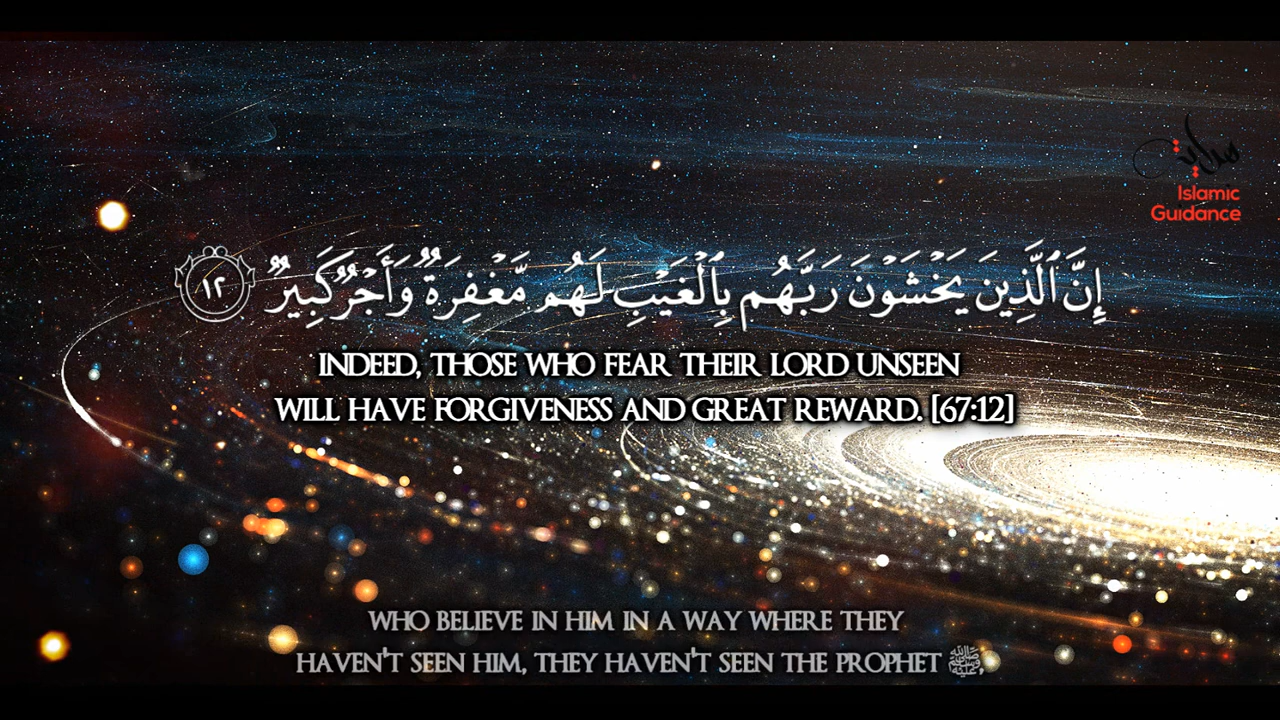 هداية
Islamic
Guidance
إِنَّ ٱلَّذِينَ يَخۡشَوۡنَ رَبَّهُم بِٱلۡغَيۡبِ لَهُم مَّغۡفِرَةٞ وَأَجۡرٞ كَبِيرٞ ١٢
INDEED, THOSE WHO FEAR THEIR LORD UNSEEN
WILL HAVE FORGIVENESS AND GREAT REWARD. [67:12]
WHO BELIEVE IN HIM IN A WAY WHERE THEY
HAVEN'T SEEN HIM, THEY HAVEN'T SEEN THE PROPHET ﷺ,